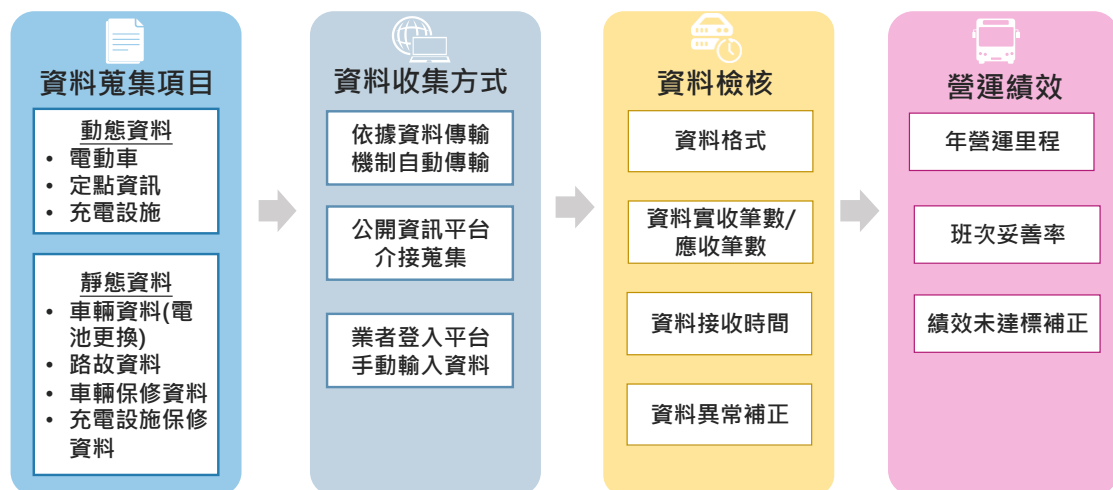 資料蒐集項目
動態資料
• 電動車
• 定點資訊
• 充電設施
靜態資料
• 車輛資料(電
池更換)
• 路故資料
• 車輛保修資料
• 充電設施保修
資料
資料收集方式
依據資料傳輸
機制自動傳輸
公開資訊平台
介接蒐集
業者登入平台
手動輸入資料
資料檢核
資料格式
資料實收筆數/
應收筆數
資料接收時間
資料異常補正
營運績效
年營運里程
班次妥善率
績效未達標補正